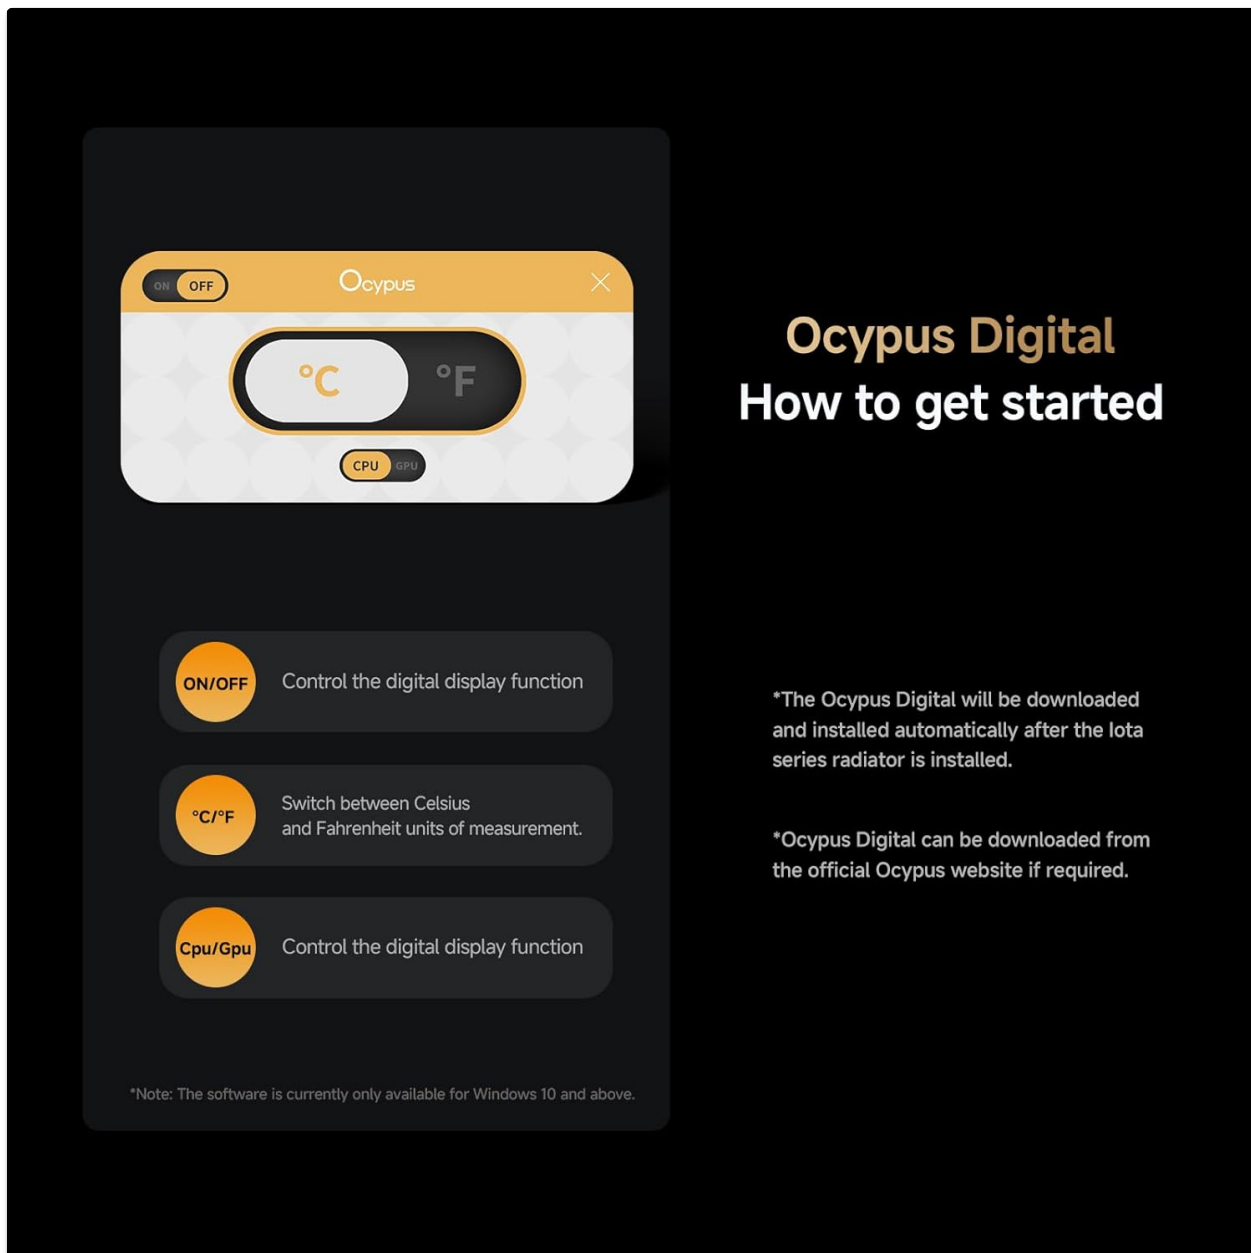 ON OFF
Ocypus
°C °F
CPU GPU
Ocypus Digital
How to get started
ON/OFF
Control the digital display function
°C/°F
Switch between Celsius
and Fahrenheit units of measurement.
Cpu/Gpu
Control the digital display function
*Note: The software is currently only available for Windows 10 and above.
*The Ocypus Digital will be downloaded
and installed automatically after the Iota
series radiator is installed.
*Ocypus Digital can be downloaded from
the official Ocypus website if required.